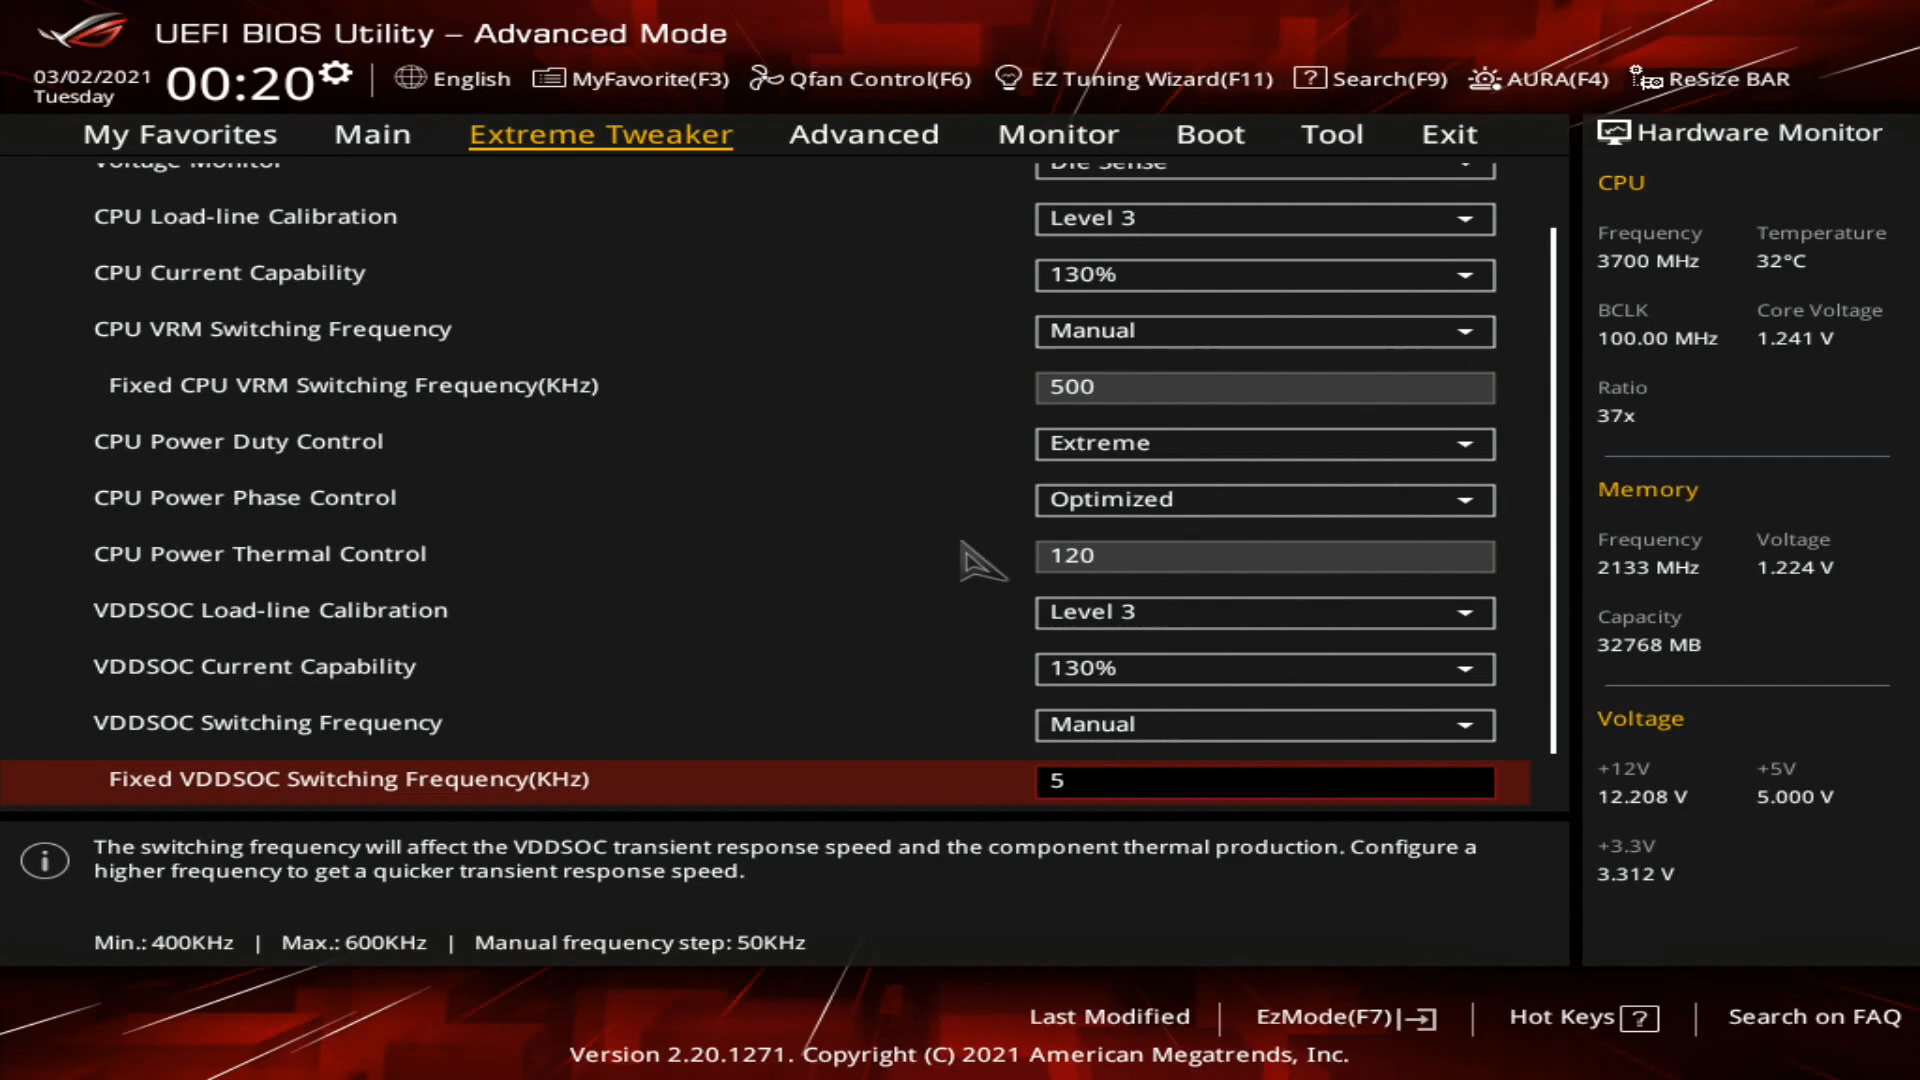 UEFI BIOS Utility – Advanced Mode
03/02/2021
Tuesday
00:20
English
MyFavorite(F3)
Qfan Control(F6)
EZ Tuning Wizard(F11)
Search(F9)
AURA(F4)
ReSize BAR
My Favorites
Main
Extreme Tweaker
Advanced
Monitor
Boot
Tool
Exit
Voltage Monitor
Die Sense
CPU Load-line Calibration
Level 3
CPU Current Capability
130%
CPU VRM Switching Frequency
Manual
Fixed CPU VRM Switching Frequency(KHz)
500
CPU Power Duty Control
Extreme
CPU Power Phase Control
Optimized
CPU Power Thermal Control
120
VDDSOC Load-line Calibration
Level 3
VDDSOC Current Capability
130%
VDDSOC Switching Frequency
Manual
Fixed VDDSOC Switching Frequency(KHz)
5
The switching frequency will affect the VDDSOC transient response speed and the component thermal production. Configure a
higher frequency to get a quicker transient response speed.
Min.: 400KHz | Max.: 600KHz | Manual frequency step: 50KHz
Hardware Monitor
CPU
Frequency Temperature
3700 MHz 32°C
BCLK Core Voltage
100.00 MHz 1.241 V
Ratio
37x
Memory
Frequency Voltage
2133 MHz 1.224 V
Capacity
32768 MB
Voltage
+12V +5V
12.208 V 5.000 V
+3.3V
3.312 V
Last Modified
EzMode(F7)
Hot Keys ?
Search on FAQ
Version 2.20.1271. Copyright (C) 2021 American Megatrends, Inc.